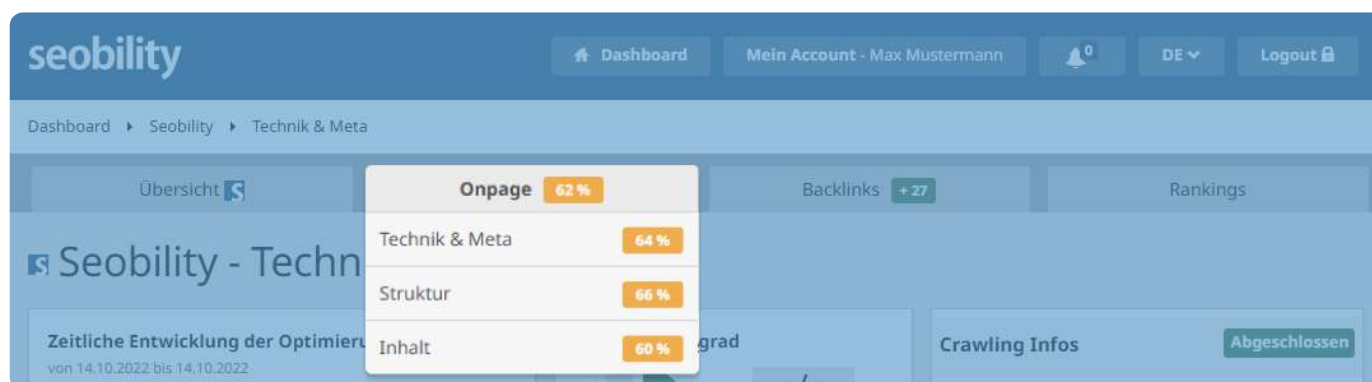 seobility
Dashboard Mein Account - Max Mustermann 0 DE Logout
Dashboard Seobility Technik & Meta
Übersicht Onpage 62 % Backlinks + 27 Rankings
Technik & Meta 64 %
Seobility - Techn
Struktur 66 %
Zeitliche Entwicklung der Optimieru
Inhalt 60 %
grad
Crawling Infos Abgeschlossen
von 14.10.2022 bis 14.10.2022